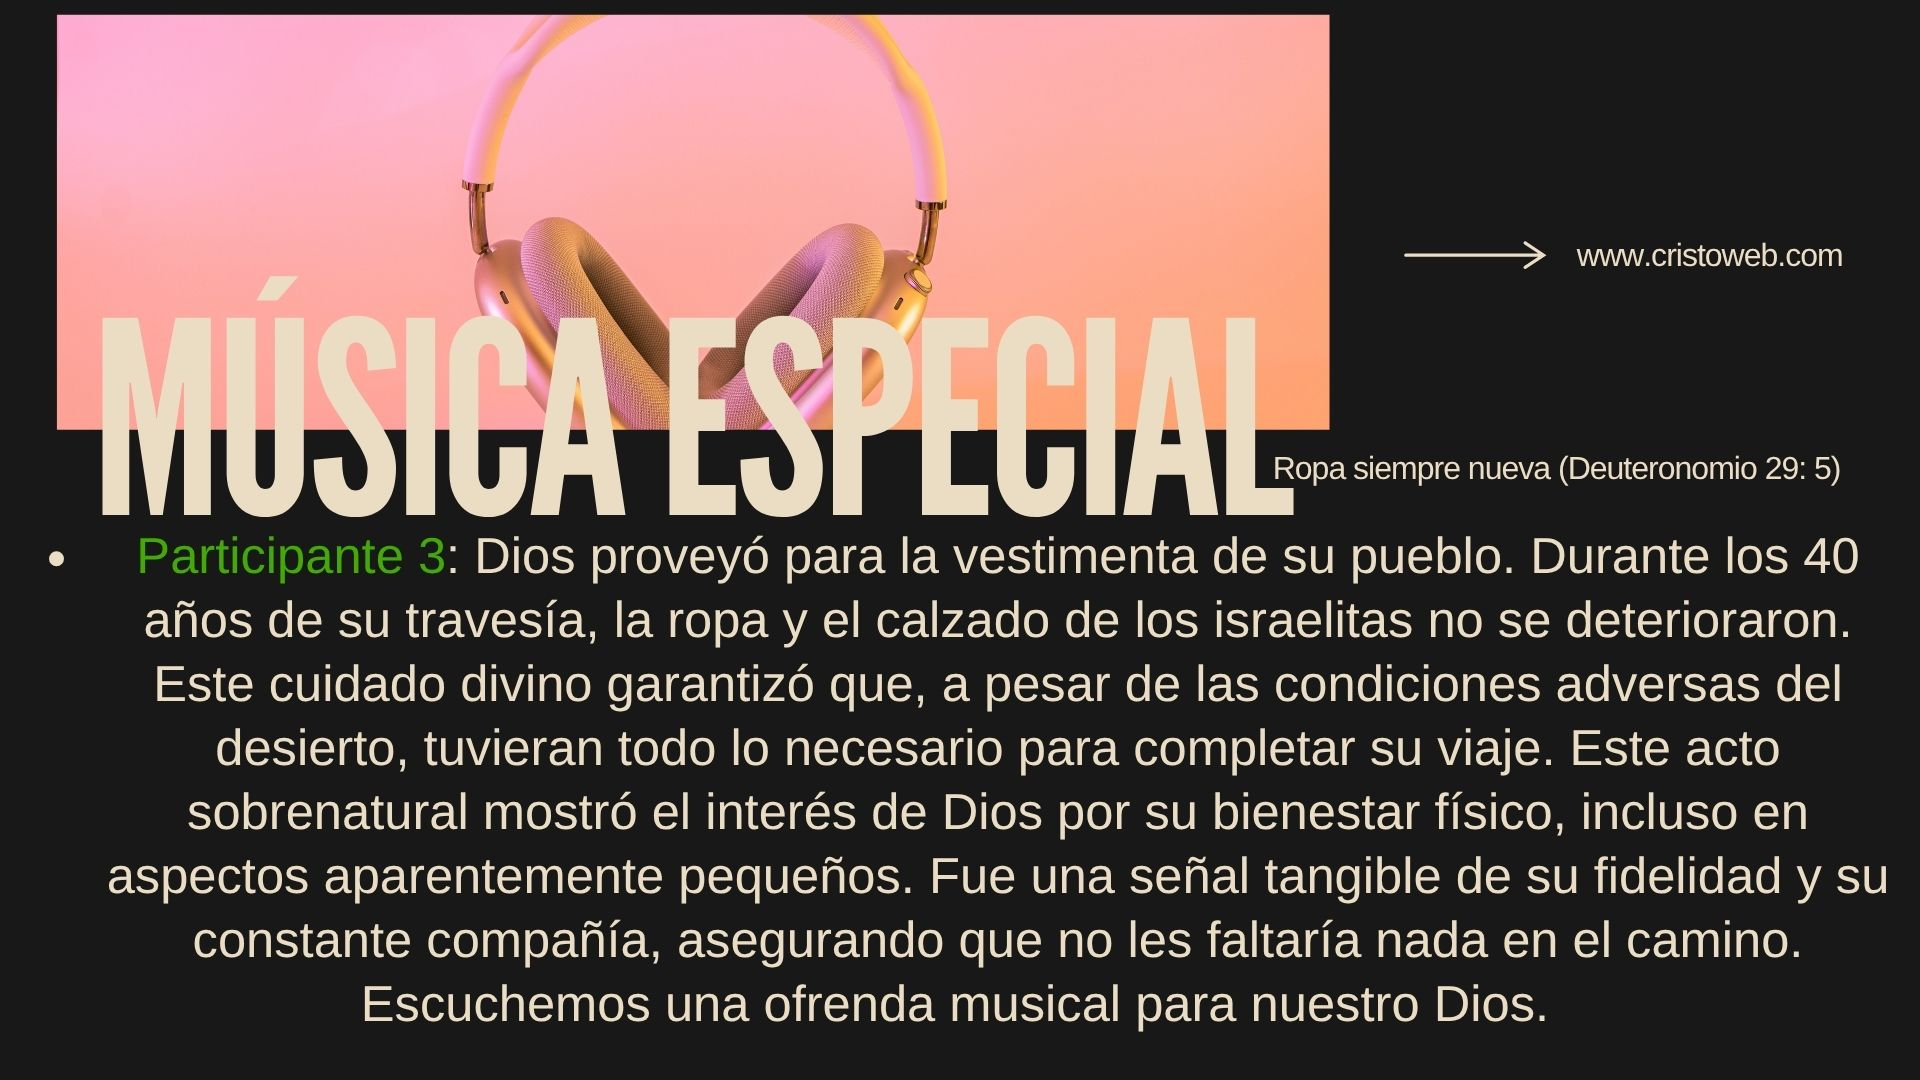 www.cristoweb.com
MÚSICA ESPECIAL
Ropa siempre nueva (Deuteronomio 29: 5)
• Participante 3: Dios proveyó para la vestimenta de su pueblo. Durante los 40
años de su travesía, la ropa y el calzado de los israelitas no se deterioraron.
Este cuidado divino garantizó que, a pesar de las condiciones adversas del
desierto, tuvieran todo lo necesario para completar su viaje. Este acto
sobrenatural mostró el interés de Dios por su bienestar físico, incluso en
aspectos aparentemente pequeños. Fue una señal tangible de su fidelidad y su
constante compañía, asegurando que no les faltaría nada en el camino.
Escuchemos una ofrenda musical para nuestro Dios.